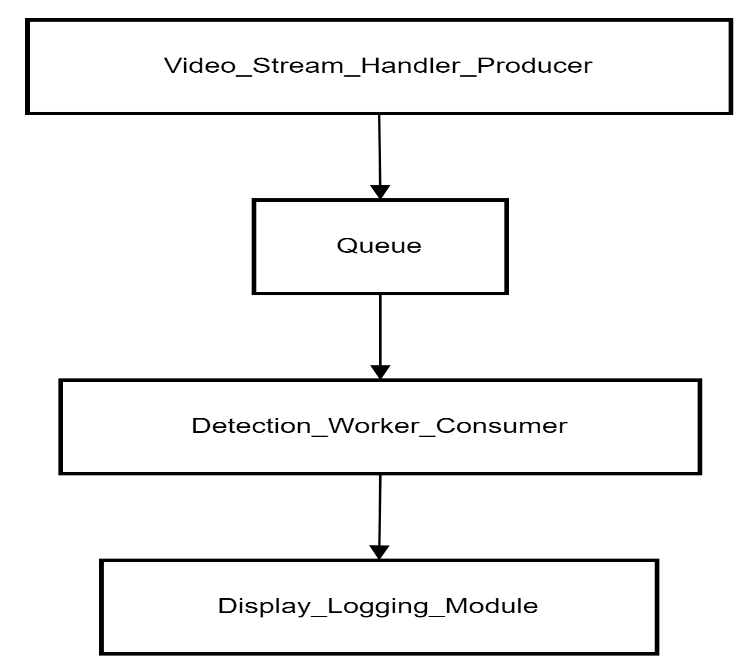 Video_Stream_Handler_Producer
Queue
Detection_Worker_Consumer
Display_Logging_Module